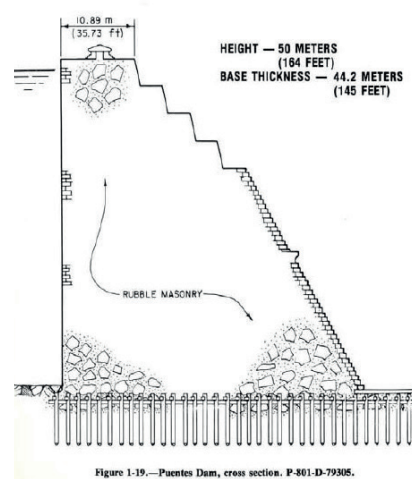 10.89 m
(35.73 ft)
HEIGHT — 50 METERS
(164 FEET)
BASE THICKNESS — 44.2 METERS
(145 FEET)
RUBBLE MASONRY
Figure 1-19.—Puentes Dam, cross section. P-801-D-79305.